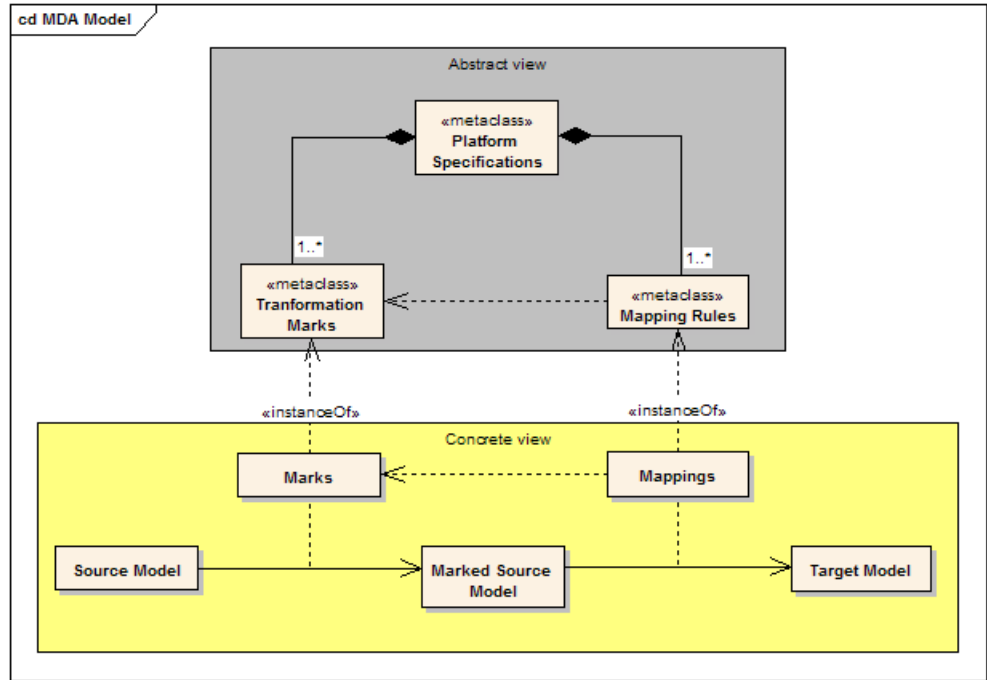 cd MDA Model
Abstract view
«metaclass»
Platform
Specifications
1..*
1..*
«metaclass»
Tranformation
Marks
«metaclass»
Mapping Rules
«instanceOf»
«instanceOf»
Concrete view
Marks
Mappings
Source Model
Marked Source
Model
Target Model